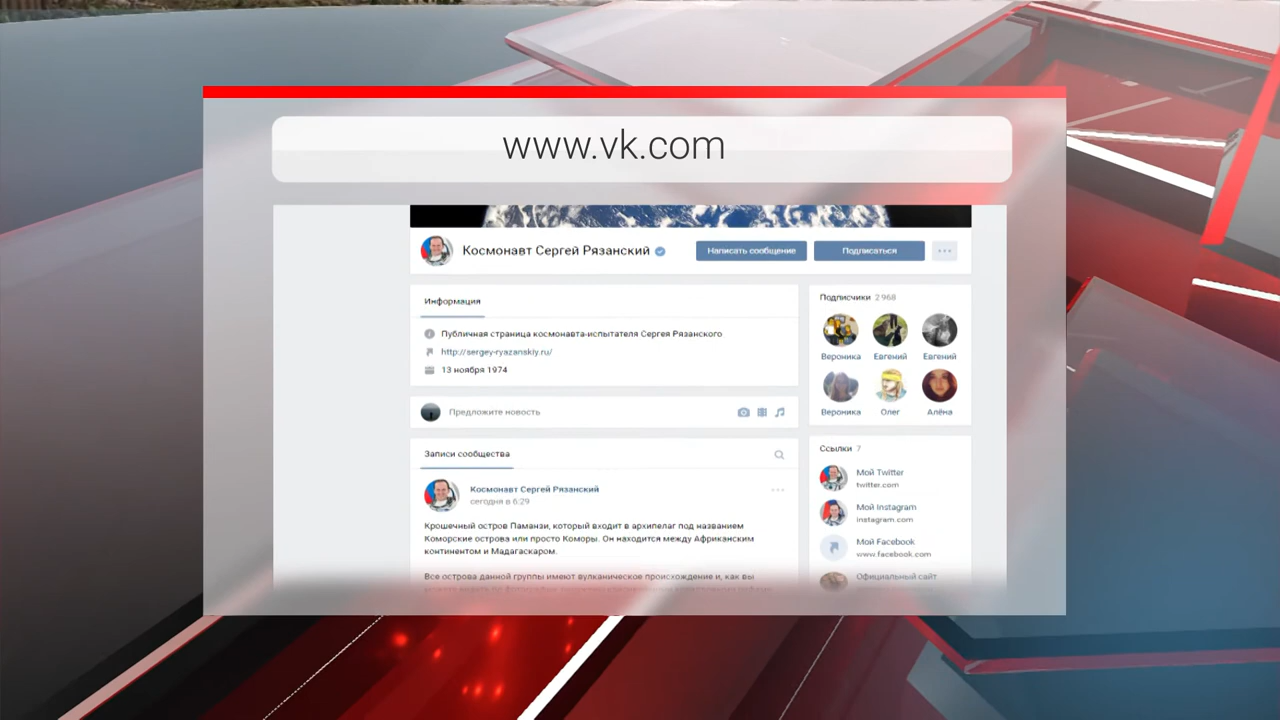 www.vk.com
Космонавт Сергей Рязанский
Написать сообщение
Подписаться
Информация
Публичная страница космонавта-испытателя Сергея Рязанского
http://sergey-ryazanskiy.ru/
13 ноября 1974
Предложите новость
Записи сообщества
Космонавт Сергей Рязанский
сегодня в 6:29
Крошечный остров Паманзи, который входит в архипелаг под названием
Коморские острова или просто Коморы. Он находится между Африканским
континентом и Мадагаскаром.
Все острова данной группы имеют вулканическое происхождение и, как вы
Подписчики 2 968
Вероника Евгений Евгений
Вероника Олег Алёна
Ссылки 7
Мой Twitter
twitter.com
Мой Instagram
instagram.com
Мой Facebook
www.facebook.com
Официальный сайт